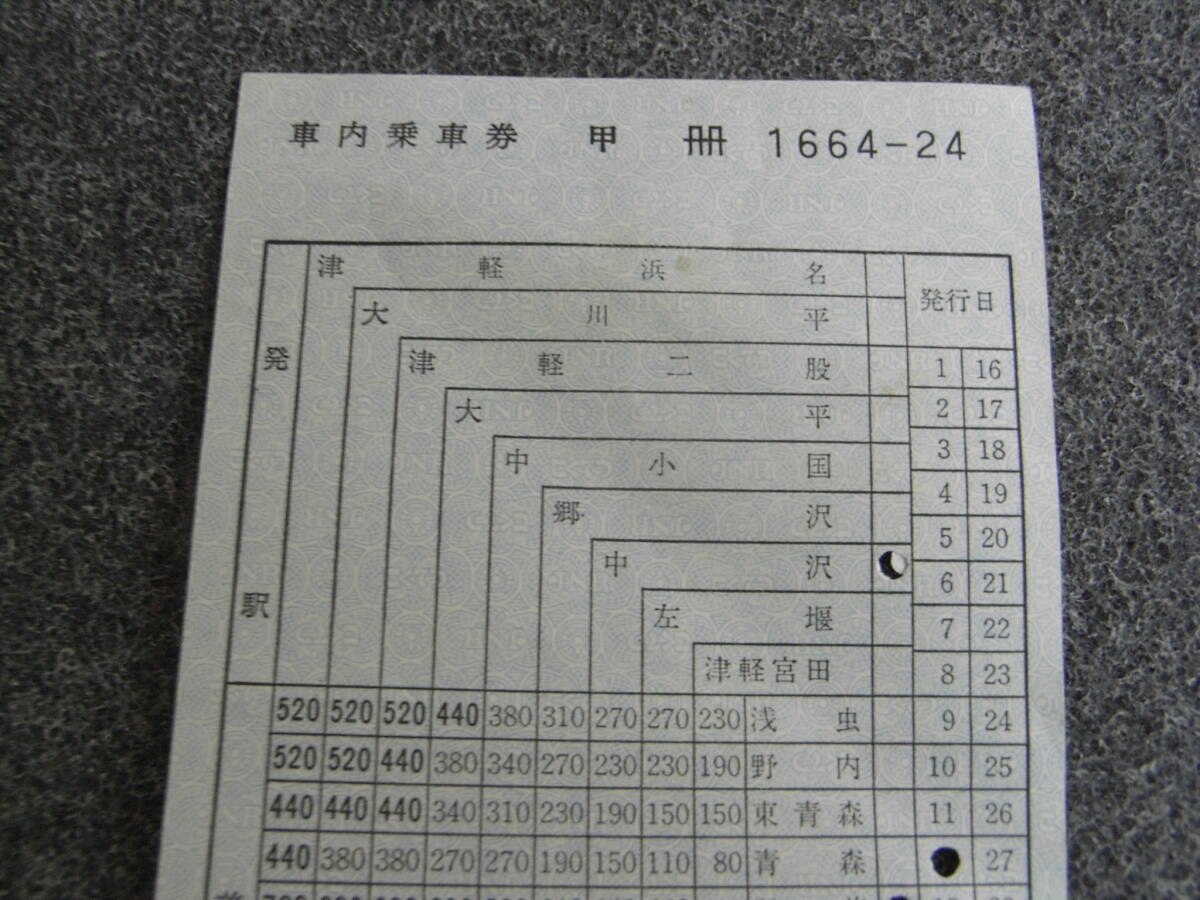 車内乗車券 甲 冊 1664-24
発駅
津軽浜名
大川平
津軽二股
大平
中小国
郷沢
中沢
左堰
津軽宮田
発行日
1 16
2 17
3 18
4 19
5 20
6 21
7 22
8 23
520 520 520 440 380 310 270 270 230 浅虫 9 24
520 520 440 380 340 270 230 230 190 野内 10 25
440 440 440 340 310 230 190 150 150 東青森 11 26
440 380 380 270 270 190 150 110 80 青森 27